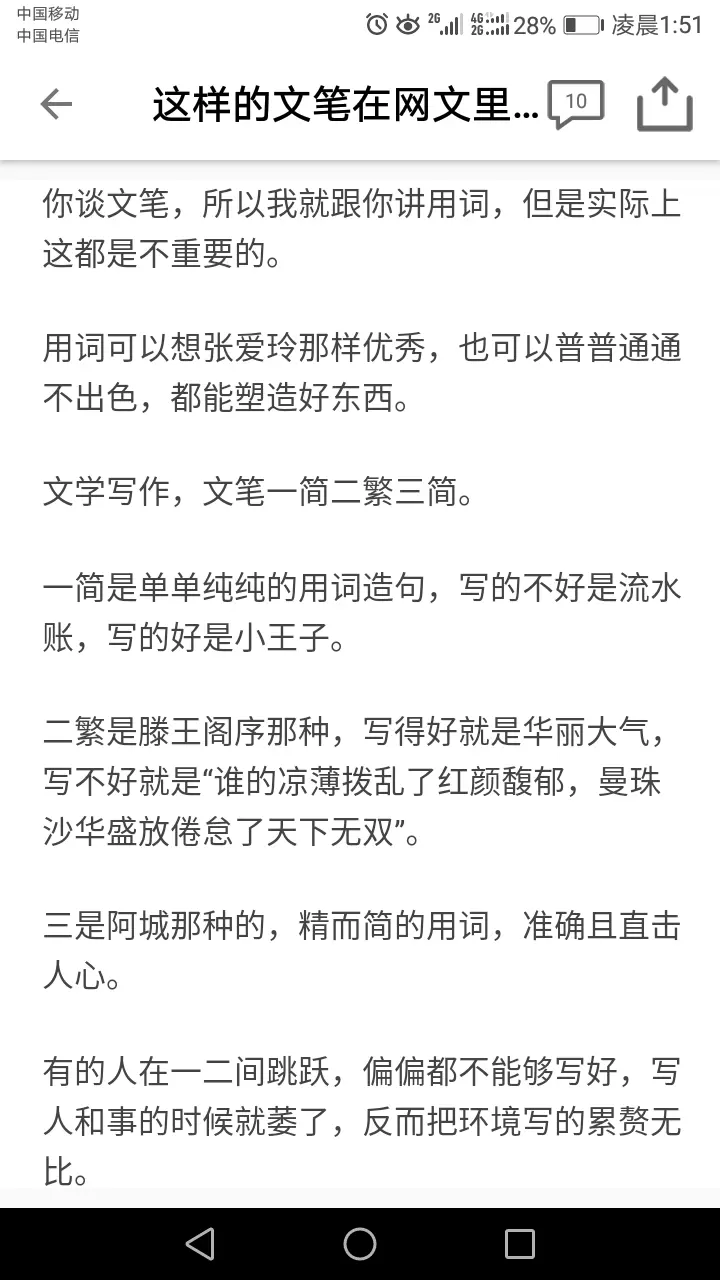 中国移动
中国电信
2G
4G
2G
28%
凌晨1:51
这样的文笔在网文里...
10
你谈文笔，所以我就跟你讲用词，但是实际上
这都是不重要的。
用词可以想张爱玲那样优秀，也可以普普通通
不出色，都能塑造好东西。
文学写作，文笔一简二繁三简。
一简是单单纯纯的用词造句，写的不好是流水
账，写的好是小王子。
二繁是滕王阁序那种，写得好就是华丽大气，
写不好就是“谁的凉薄拨乱了红颜馥郁，曼珠
沙华盛放倦怠了天下无双”。
三是阿城那种的，精而简的用词，准确且直击
人心。
有的人在一二间跳跃，偏偏都不能够写好，写
人和事的时候就萎了，反而把环境写的累赘无
比。